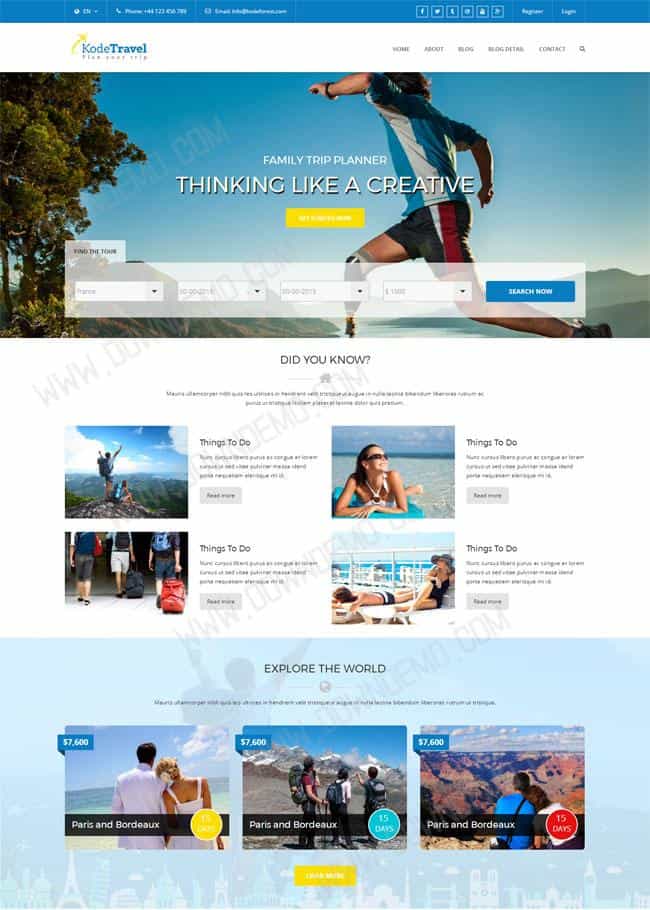 EN
Phone: +44 123 456 789
Email: Info@kodeforest.com
Register
Login
KodeTravel
Plan your trip
HOME
ABOUT
BLOG
BLOG DETAIL
CONTACT
FAMILY TRIP PLANNER
THINKING LIKE A CREATIVE
GET STARTED NOW
FIND THE TOUR
France
00-00-2015
00-00-2015
$ 1500
SEARCH NOW
DID YOU KNOW?
Mauris ullamcorper nibh quis leo ultrices in hendrerit velit tristiqueut augue in nulla lacinia bibendum liberoras rutrum ac
purus ut tristique
Things To Do
Nunc cursus libero purus ac congue ar lorem
cursus ut sed vitae pulvinar massa idend
porta nequetiam elerisque mi id.
Read more
Things To Do
Nunc cursus libero purus ac congue ar lorem
cursus ut sed vitae pulvinar massa idend
porta nequetiam elerisque mi id.
Read more
Things To Do
Nunc cursus libero purus ac congue ar lorem
cursus ut sed vitae pulvinar massa idend
porta nequetiam elerisque mi id.
Read more
Things To Do
Nunc cursus libero purus ac congue ar lorem
cursus ut sed vitae pulvinar massa idend
porta nequetiam elerisque mi id.
Read more
EXPLORE THE WORLD
Mauris ullamcorper nibh quis leo ultrices in hendrerit velit tristiqueut augue in nulla lacinia bibendum liberoras rutrum ut tristique.
$7,600
Paris and Bordeaux
15
DAYS
$7,600
Paris and Bordeaux
15
DAYS
$7,600
Paris and Bordeaux
15
DAYS
LEARN MORE
WWW.DOWNDEMO.COM